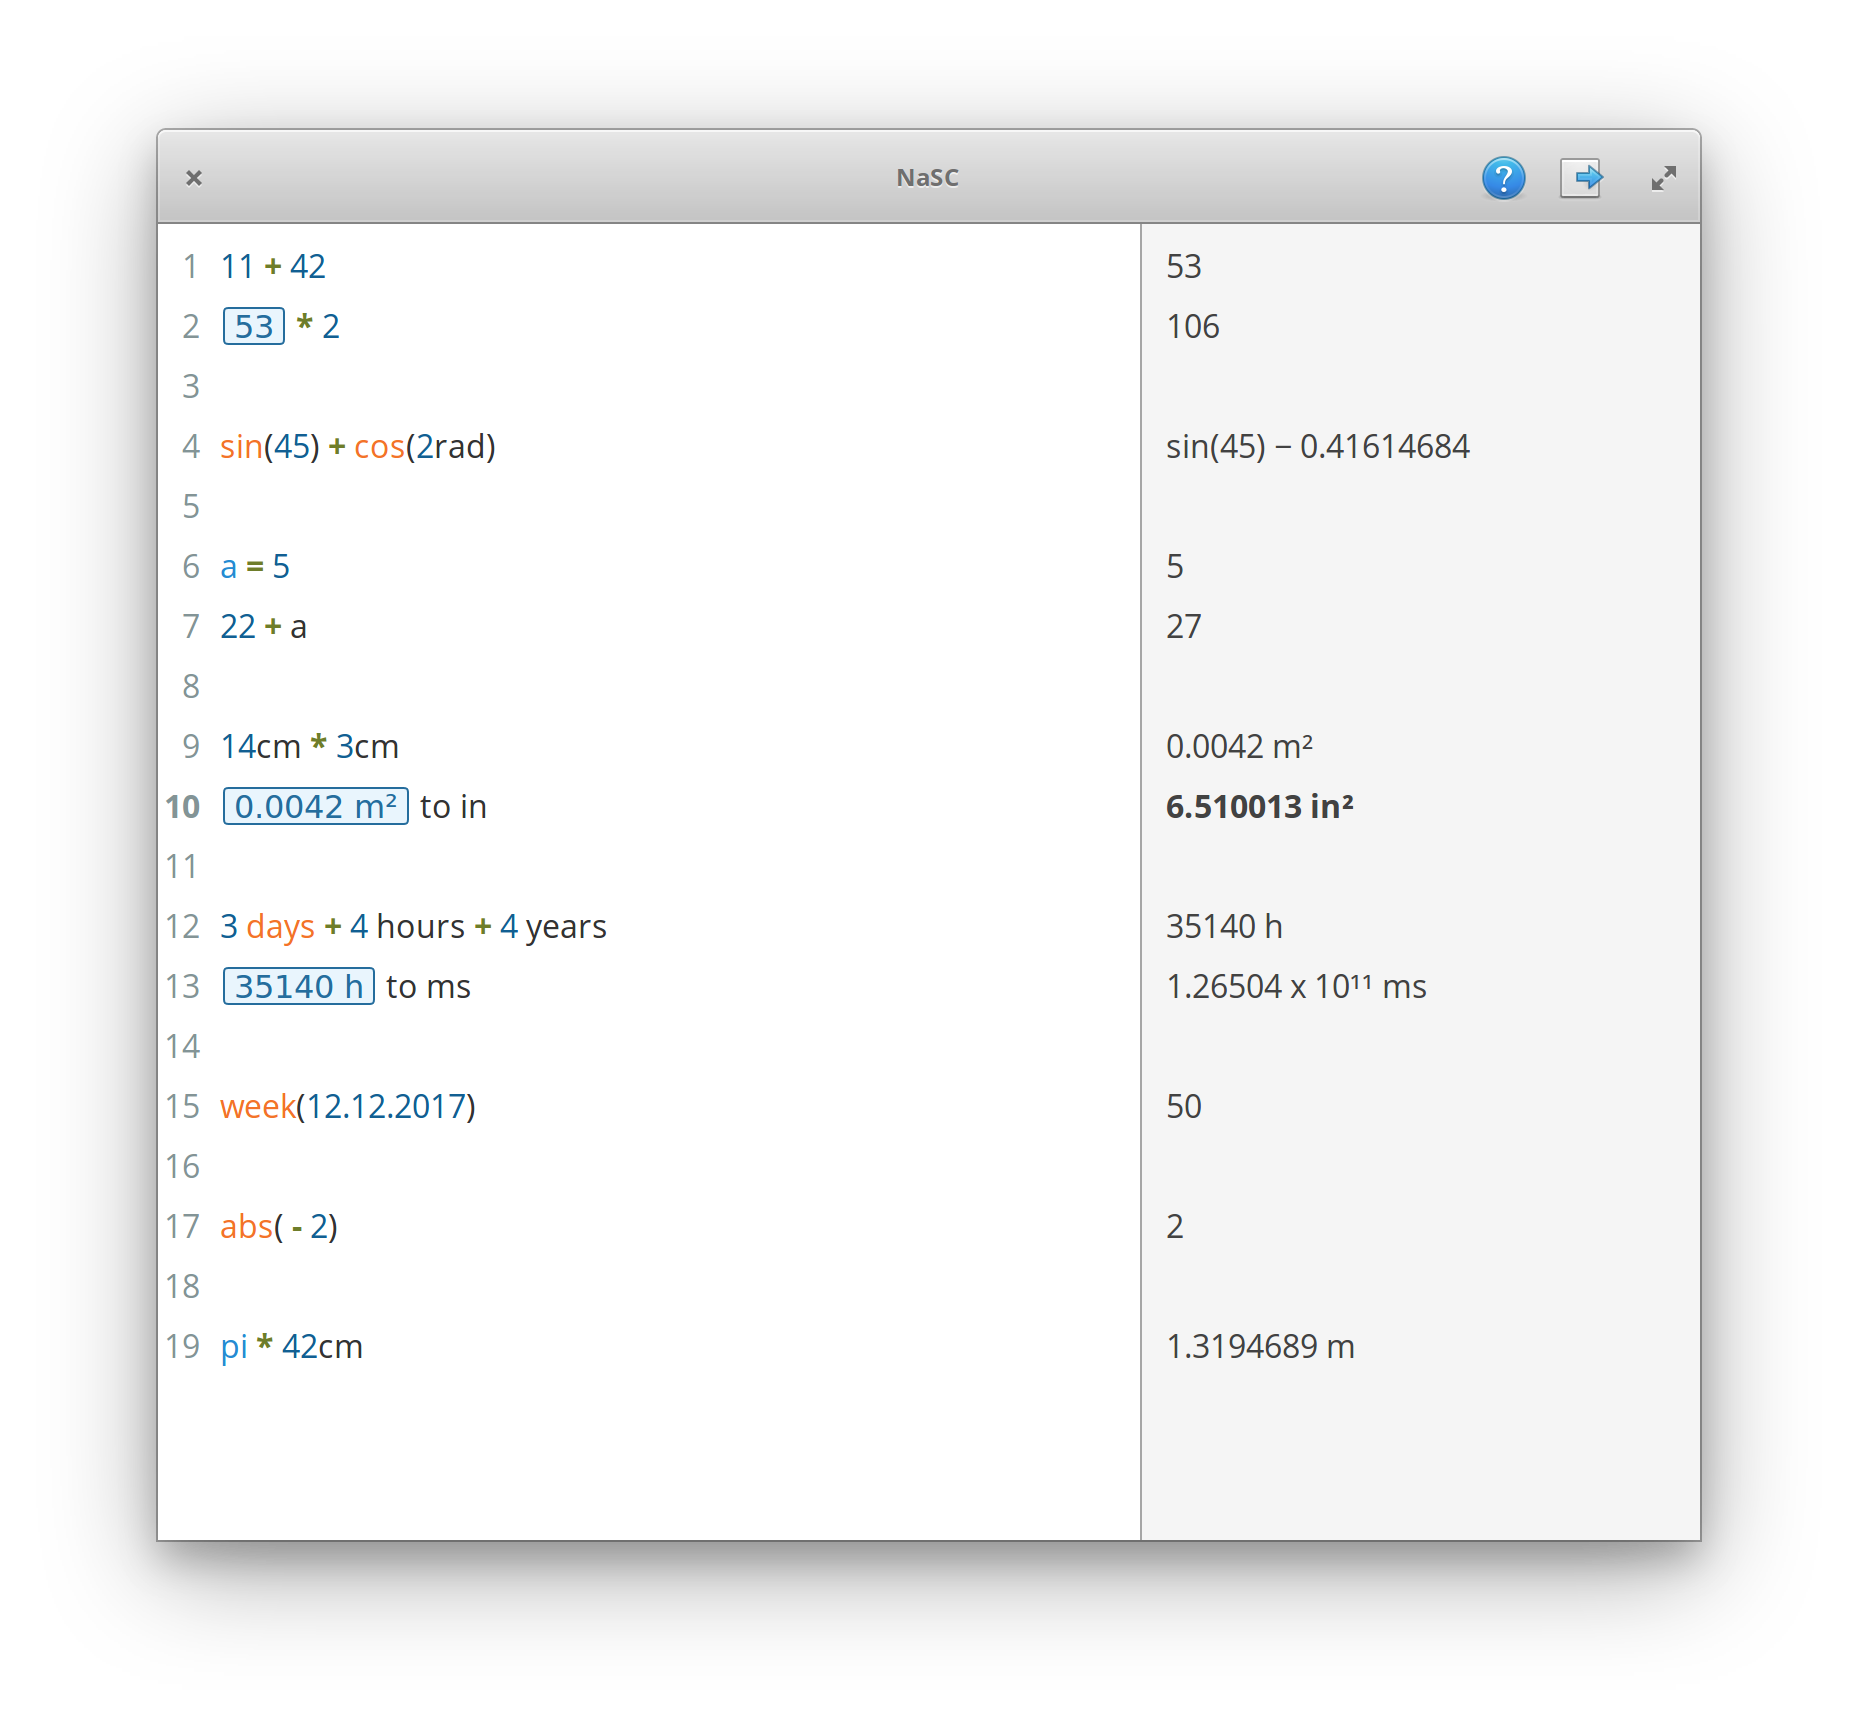 NaSC
1 11 + 42 53
2 53 * 2 106
3
4 sin(45) + cos(2rad) sin(45) − 0.41614684
5
6 a = 5 5
7 22 + a 27
8
9 14cm * 3cm 0.0042 m²
10 0.0042 m² to in 6.510013 in²
11
12 3 days + 4 hours + 4 years 35140 h
13 35140 h to ms 1.26504 x 10¹¹ ms
14
15 week(12.12.2017) 50
16
17 abs( - 2) 2
18
19 pi * 42cm 1.3194689 m